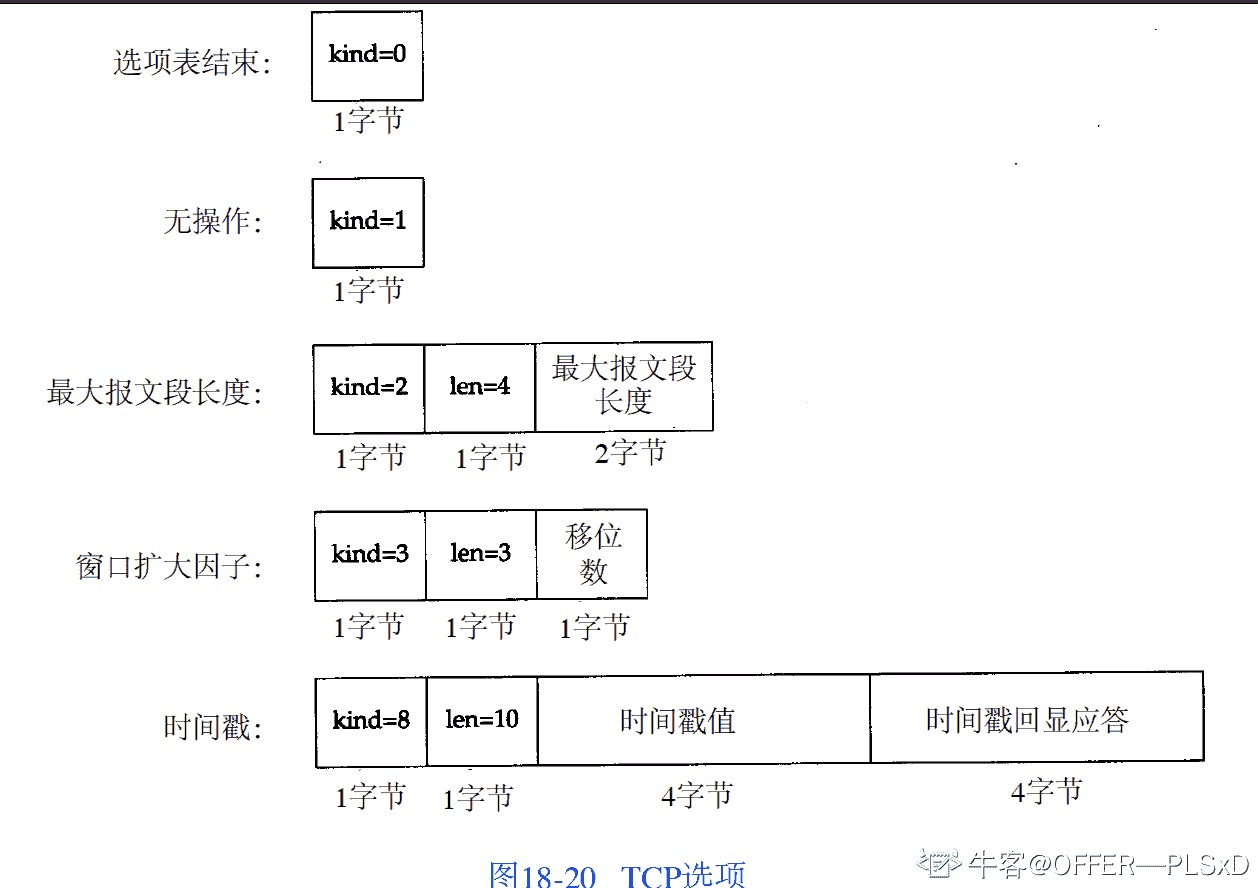 选项表结束: kind=0
1字节
无操作: kind=1
1字节
最大报文段长度: kind=2 len=4 最大报文段
长度
1字节 1字节 2字节
窗口扩大因子: kind=3 len=3 移位
数
1字节 1字节 1字节
时间戳: kind=8 len=10 时间戳值 时间戳回显应答
1字节 1字节 4字节 4字节
图18-20 TCP选项
牛客@OFFER—PLSxD